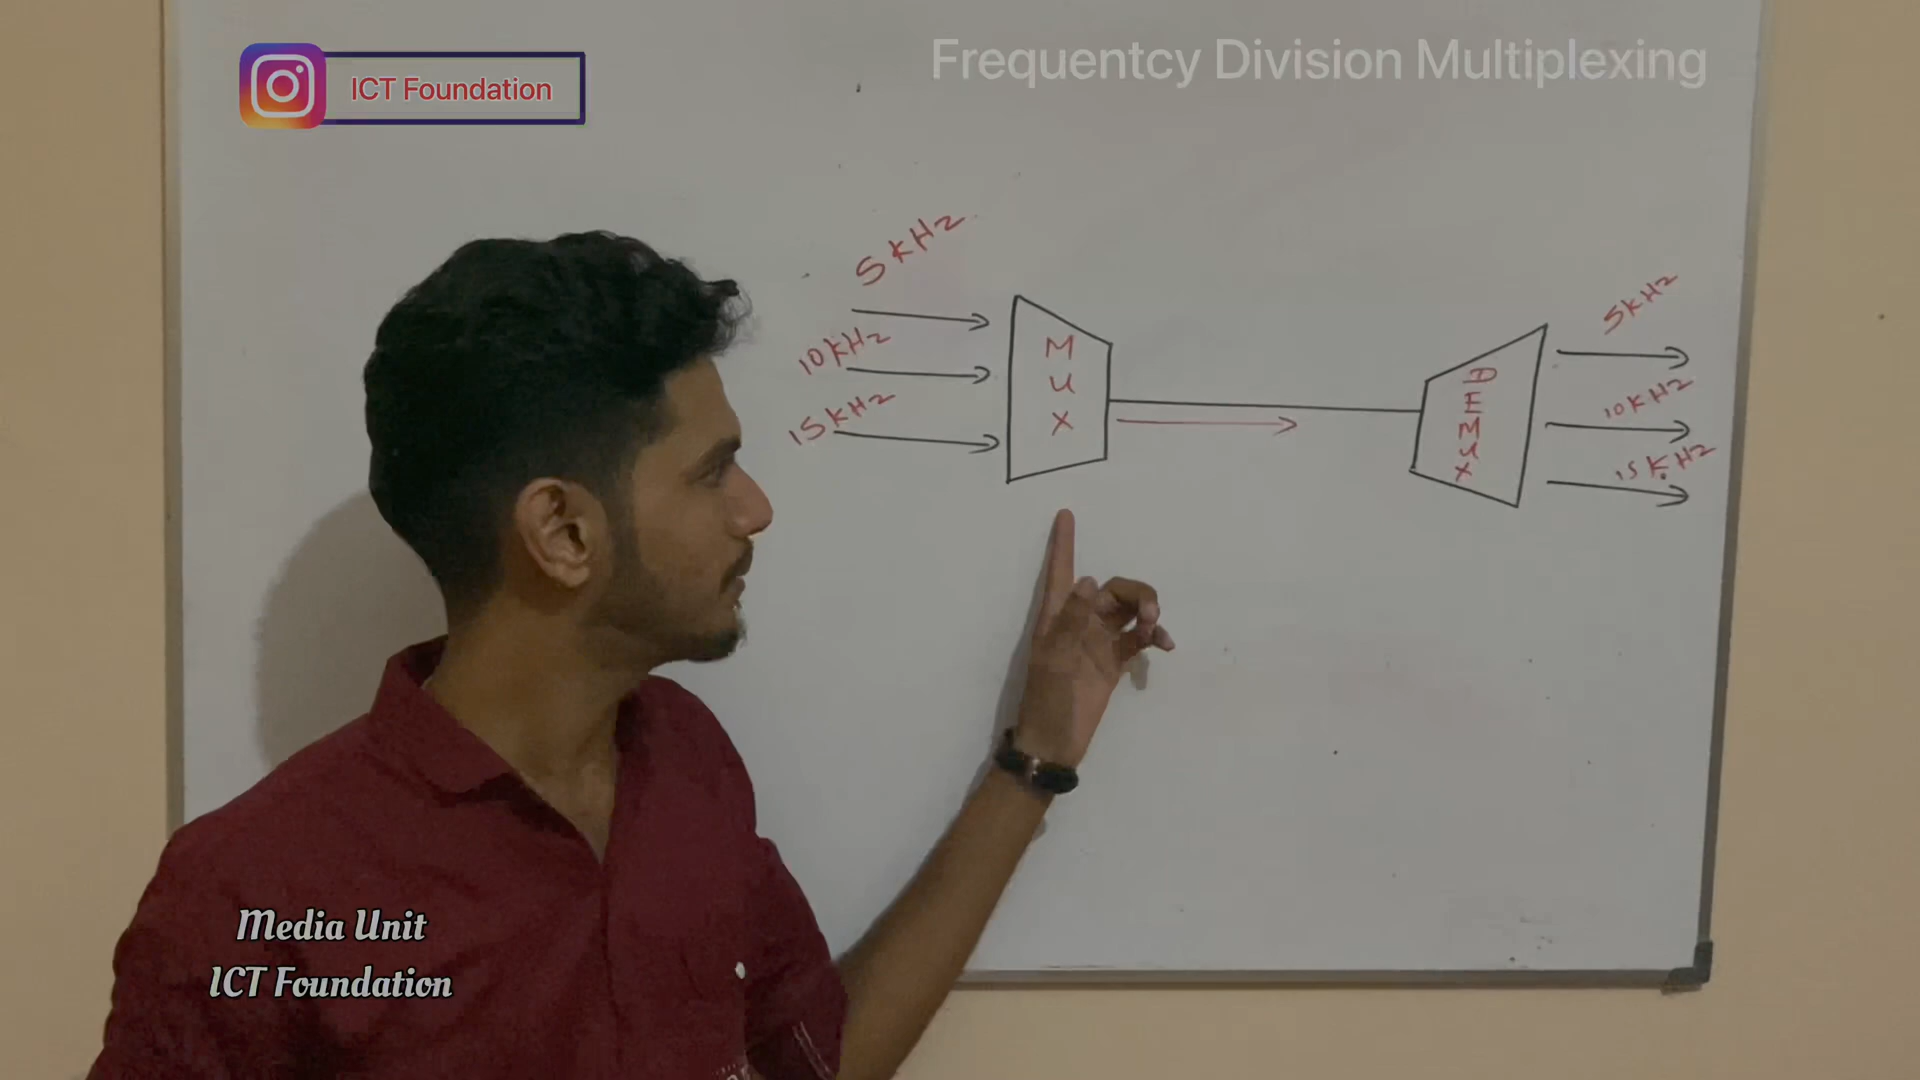 ICT Foundation
Frequentcy Division Multiplexing
5KHz
10KHz
15KHz
MUX
DEMUX
5KHz
10KHz
15KHz
Media Unit
ICT Foundation